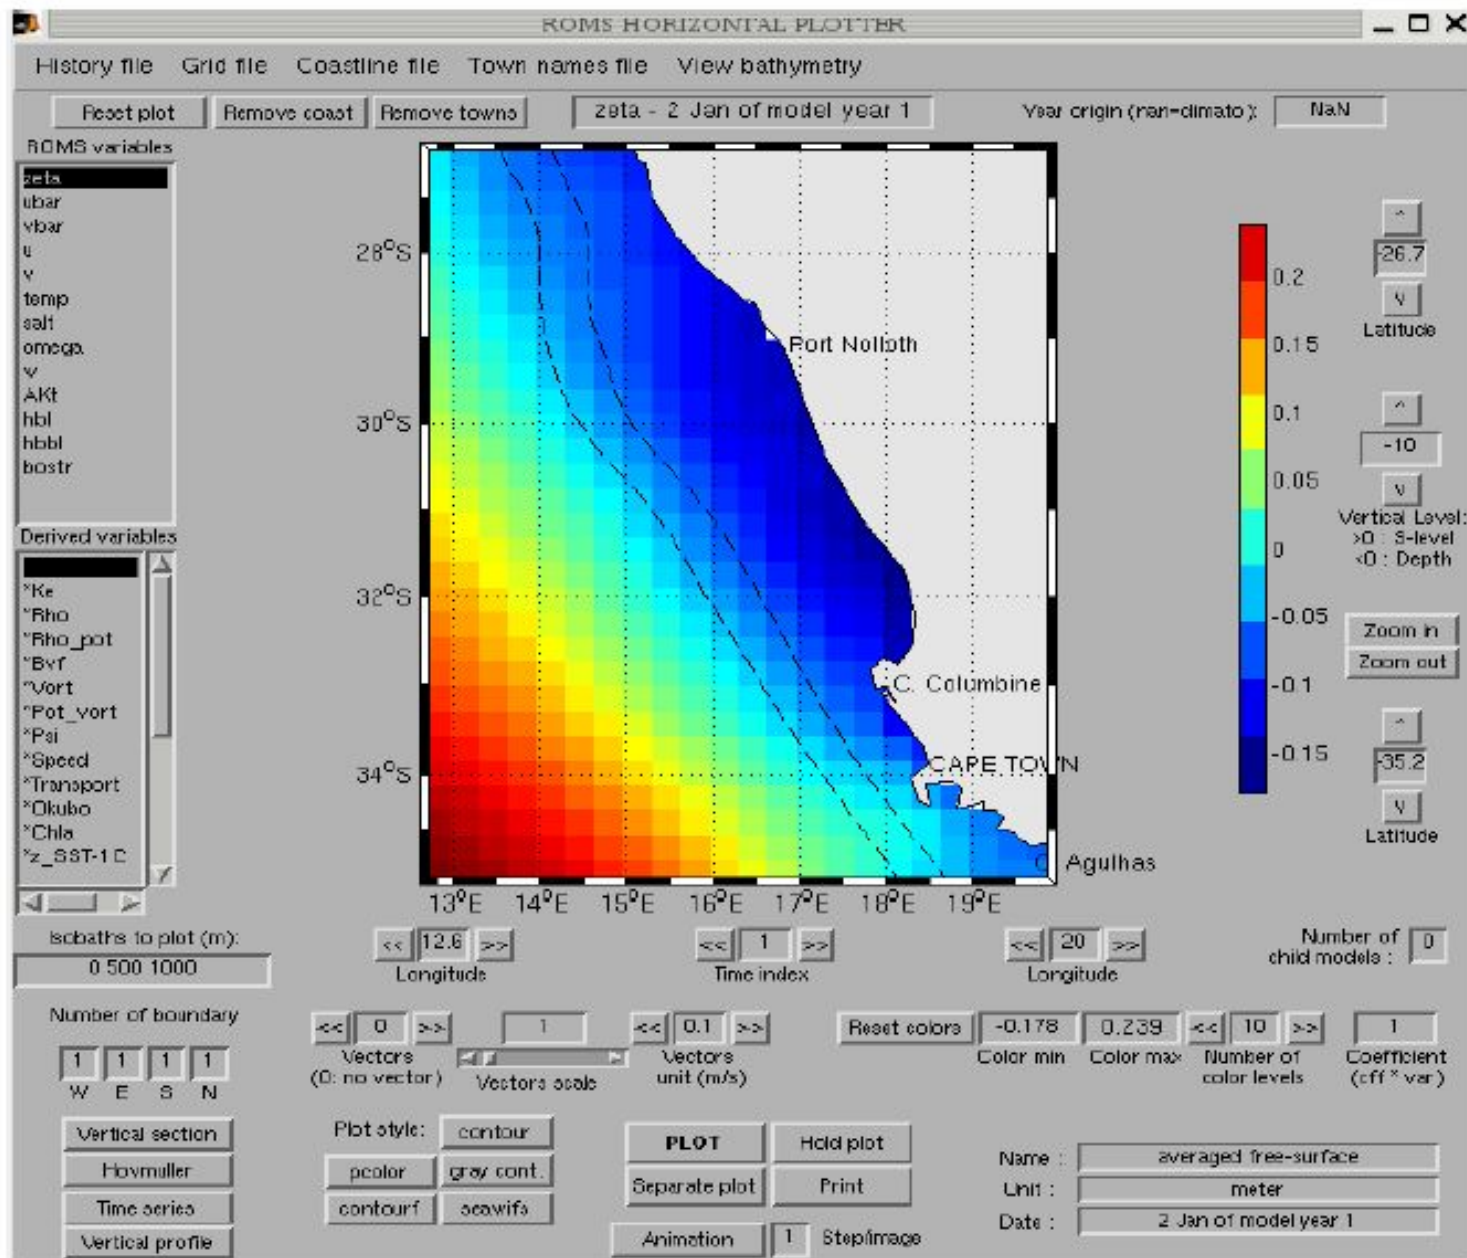 ROMS HORIZONTAL PLOTTER
History file Grid file Coastline file Town names file View bathymetry
Reset plot Remove coast Remove towns zeta - 2 Jan of model year 1 Year origin (nan=climato): NaN
ROMS variables
zeta
ubar
vbar
u
v
temp
salt
omega
w
AKt
hbl
hbbl
bostr
Derived variables
*Ke
*Rho
*Rho_pot
*Bvf
*Vort
*Pot_vort
*Psi
*Speed
*Transport
*Okubo
*Chla
*z_SST-1C
28°S
30°S
32°S
34°S
Port Nolloth
C. Columbine
CAPE TOWN
C. Agulhas
13°E 14°E 15°E 16°E 17°E 18°E 19°E
0.2
0.15
0.1
0.05
0
-0.05
-0.1
-0.15
^
-26.7
v
Latitude
^
-10
v
Vertical Level:
>0 : S-level
<0 : Depth
Zoom in
Zoom out
^
-35.2
v
Latitude
Isobaths to plot (m):
0 500 1000
<< 12.6 >> << 1 >> << 20 >> Number of child models : 0
Longitude Time index Longitude
Number of boundary
1 1 1 1
W E S N
<< 0 >> 1 << 0.1 >> Reset colors -0.178 0.239 << 10 >> 1
Vectors Vectors Color min Color max Number of Coefficient
(0: no vector) Vectors scale unit (m/s) color levels (cff * var)
Vertical section
Hovmuller
Time series
Vertical profile
Plot style: contour
pcolor gray cont.
contourf seawifs
PLOT Hold plot
Separate plot Print
Animation 1 Step/image
Name : averaged free-surface
Unit : meter
Date : 2 Jan of model year 1